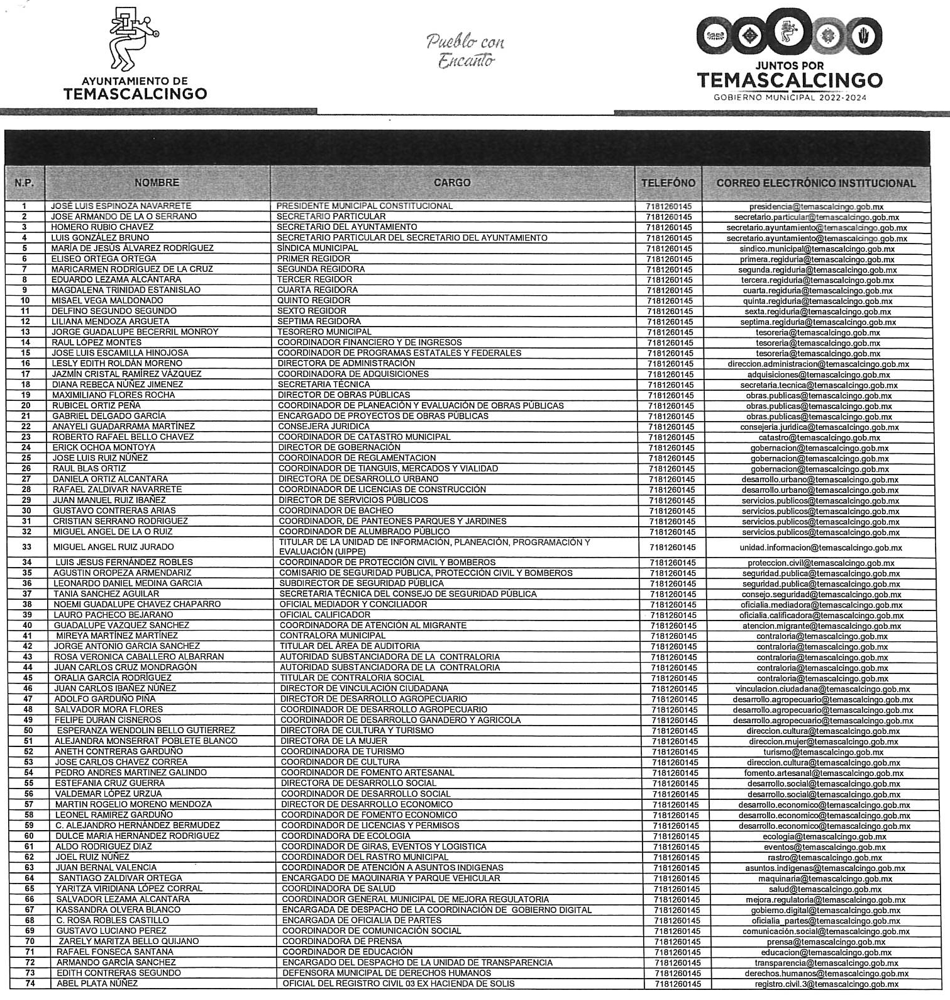 AYUNTAMIENTO DE
TEMASCALCINGO
Pueblo con
Encanto
JUNTOS POR
TEMASCALCINGO
GOBIERNO MUNICIPAL 2022-2024
N.P. NOMBRE CARGO TELEFÓNO CORREO ELECTRÓNICO INSTITUCIONAL
1 JOSÉ LUIS ESPINOZA NAVARRETE PRESIDENTE MUNICIPAL CONSTITUCIONAL 7181260145 presidencia@temascalcingo.gob.mx
2 JOSE ARMANDO DE LA O SERRANO SECRETARIO PARTICULAR 7181260145 secretario.particular@temascalcingo.gob.mx
3 HOMERO RUBIO CHAVEZ SECRETARIO DEL AYUNTAMIENTO 7181260145 secretario.ayuntamiento@temascalcingo.gob.mx
4 LUIS GONZÁLEZ BRUNO SECRETARIO PARTICULAR DEL SECRETARIO DEL AYUNTAMIENTO 7181260145 secretario.ayuntamiento@temascalcingo.gob.mx
5 MARÍA DE JESÚS ÁLVAREZ RODRÍGUEZ SÍNDICA MUNICIPAL 7181260145 sindico.municipal@temascalcingo.gob.mx
6 ELISEO ORTEGA ORTEGA PRIMER REGIDOR 7181260145 primera.regiduria@temascalcingo.gob.mx
7 MARICARMEN RODRÍGUEZ DE LA CRUZ SEGUNDA REGIDORA 7181260145 segunda.regiduria@temascalcingo.gob.mx
8 EDUARDO LEZAMA ALCÁNTARA TERCER REGIDOR 7181260145 tercera.regiduria@temascalcingo.gob.mx
9 MAGDALENA TRINIDAD ESTANISLAO CUARTA REGIDORA 7181260145 cuarta.regiduria@temascalcingo.gob.mx
10 MISAEL VEGA MALDONADO QUINTO REGIDOR 7181260145 quinta.regiduria@temascalcingo.gob.mx
11 DELFINO SEGUNDO SEGUNDO SEXTO REGIDOR 7181260145 sexta.regiduria@temascalcingo.gob.mx
12 LILIANA MENDOZA ARGUETA SEPTIMA REGIDORA 7181260145 septima.regiduria@temascalcingo.gob.mx
13 JORGE GUADALUPE BECERRIL MONROY TESORERO MUNICIPAL 7181260145 tesoreria@temascalcingo.gob.mx
14 RAUL LÓPEZ MONTES COORDINADOR FINANCIERO Y DE INGRESOS 7181260145 tesoreria@temascalcingo.gob.mx
15 JOSE LUIS ESCAMILLA HINOJOSA COORDINADOR DE PROGRAMAS ESTATALES Y FEDERALES 7181260145 tesoreria@temascalcingo.gob.mx
16 LESLY EDITH ROLDÁN MORENO DIRECTORA DE ADMINISTRACIÓN 7181260145 direccion.administracion@temascalcingo.gob.mx
17 JAZMÍN CRISTAL RAMÍREZ VÁZQUEZ COORDINADORA DE ADQUISICIONES 7181260145 adquisiciones@temascalcingo.gob.mx
18 DIANA REBECA NÚÑEZ JIMENEZ SECRETARIA TÉCNICA 7181260145 secretaria.tecnica@temascalcingo.gob.mx
19 MAXIMILIANO FLORES ROCHA DIRECTOR DE OBRAS PÚBLICAS 7181260145 obras.publicas@temascalcingo.gob.mx
20 RUBICEL ORTIZ PEÑA COORDINADOR DE PLANEACIÓN Y EVALUACIÓN DE OBRAS PÚBLICAS 7181260145 obras.publicas@temascalcingo.gob.mx
21 GABRIEL DELGADO GARCÍA ENCARGADO DE PROYECTOS DE OBRAS PÚBLICAS 7181260145 obras.publicas@temascalcingo.gob.mx
22 ANAYELI GUADARRAMA MARTÍNEZ CONSEJERA JURIDICA 7181260145 consejeria.juridica@temascalcingo.gob.mx
23 ROBERTO RAFAEL BELLO CHAVEZ COORDINADOR DE CATASTRO MUNICIPAL 7181260145 catastro@temascalcingo.gob.mx
24 ERICK OCHOA MONTOYA DIRECTOR DE GOBERNACIÓN 7181260145 gobernacion@temascalcingo.gob.mx
25 JOSE LUIS RUIZ NÚÑEZ COORDINADOR DE REGLAMENTACION 7181260145 gobernacion@temascalcingo.gob.mx
26 RAUL BLAS ORTIZ COORDINADOR DE TIANGUIS, MERCADOS Y VIALIDAD 7181260145 gobernacion@temascalcingo.gob.mx
27 DANIELA ORTIZ ALCANTARA DIRECTORA DE DESARROLLO URBANO 7181260145 desarrollo.urbano@temascalcingo.gob.mx
28 RAFAEL ZALDIVAR NAVARRETE COORDINADOR DE LICENCIAS DE CONSTRUCCIÓN 7181260145 desarrollo.urbano@temascalcingo.gob.mx
29 JUAN MANUEL RUIZ IBAÑEZ DIRECTOR DE SERVICIOS PÚBLICOS 7181260145 servicios.publicos@temascalcingo.gob.mx
30 GUSTAVO CONTRERAS ARIAS COORDINADOR DE BACHEO 7181260145 servicios.publicos@temascalcingo.gob.mx
31 CRISTIAN SERRANO RODRIGUEZ COORDINADOR, DE PANTEONES PARQUES Y JARDINES 7181260145 servicios.publicos@temascalcingo.gob.mx
32 MIGUEL ANGEL DE LA O RUIZ COORDINADOR DE ALUMBRADO PÚBLICO 7181260145 servicios.publicos@temascalcingo.gob.mx
33 MIGUEL ANGEL RUIZ JURADO TITULAR DE LA UNIDAD DE INFORMACIÓN, PLANEACIÓN, PROGRAMACIÓN Y
EVALUACIÓN (UIPPE) 7181260145 unidad.informacion@temascalcingo.gob.mx
34 LUIS JESUS FERNÁNDEZ ROBLES COORDINADOR DE PROTECCIÓN CIVIL Y BOMBEROS 7181260145 proteccion.civil@temascalcingo.gob.mx
35 AGUSTIN OROPEZA ARMENDARIZ COMISARIO DE SEGURIDAD PÚBLICA, PROTECCIÓN CIVIL Y BOMBEROS 7181260145 seguridad.publica@temascalcingo.gob.mx
36 LEONARDO DANIEL MEDINA GARCIA SUBDIRECTOR DE SEGURIDAD PÚBLICA 7181260145 seguridad.publica@temascalcingo.gob.mx
37 TANIA SANCHEZ AGUILAR SECRETARIA TÉCNICA DEL CONSEJO DE SEGURIDAD PÚBLICA 7181260145 consejo.seguridad@temascalcingo.gob.mx
38 NOEMI GUADALUPE CHAVEZ CHAPARRO OFICIAL MEDIADOR Y CONCILIADOR 7181260145 oficialia.mediadora@temascalcingo.gob.mx
39 LAURO PACHECO BEJARANO OFICIAL CALIFICADOR 7181260145 oficialia.calificadora@temascalcingo.gob.mx
40 GUADALUPE VAZQUEZ SANCHEZ COORDINADORA DE ATENCIÓN AL MIGRANTE 7181260145 atencion.migrante@temascalcingo.gob.mx
41 MIREYA MARTÍNEZ MARTÍNEZ CONTRALORA MUNICIPAL 7181260145 contraloria@temascalcingo.gob.mx
42 JORGE ANTONIO GARCIA SANCHEZ TITULAR DEL ÁREA DE AUDITORIA 7181260145 contraloria@temascalcingo.gob.mx
43 ROSA VERONICA CABALLERO ALBARRAN AUTORIDAD SUBSTANCIADORA DE LA CONTRALORIA 7181260145 contraloria@temascalcingo.gob.mx
44 JUAN CARLOS CRUZ MONDRAGÓN AUTORIDAD SUBSTANCIADORA DE LA CONTRALORIA 7181260145 contraloria@temascalcingo.gob.mx
45 ORALIA GARCÍA RODRÍGUEZ TITULAR DE CONTRALORIA SOCIAL 7181260145 contraloria@temascalcingo.gob.mx
46 JUAN CARLOS IBAÑEZ NÚÑEZ DIRECTOR DE VINCULACIÓN CIUDADANA 7181260145 vinculacion.ciudadana@temascalcingo.gob.mx
47 ADOLFO GARDUÑO PIÑA DIRECTOR DE DESARROLLO AGROPECUARIO 7181260145 desarrollo.agropecuario@temascalcingo.gob.mx
48 SALVADOR MORA FLORES COORDINADOR DE DESARROLLO AGROPECUARIO 7181260145 desarrollo.agropecuario@temascalcingo.gob.mx
49 FELIPE DURAN CISNEROS COORDINADOR DE DESARROLLO GANADERO Y AGRICOLA 7181260145 desarrollo.agropecuario@temascalcingo.gob.mx
50 ESPERANZA WENDOLIN BELLO GUTIERREZ DIRECTORA DE CULTURA Y TURISMO 7181260145 direccion.cultura@temascalcingo.gob.mx
51 ALEJANDRA MONSERRAT POBLETE BLANCO DIRECTORA DE LA MUJER 7181260145 direccion.mujer@temascalcingo.gob.mx
52 ANETH CONTRERAS GARDUÑO COORDINADORA DE TURISMO 7181260145 turismo@temascalcingo.gob.mx
53 JOSE CARLOS CHAVEZ CORREA COORDINADOR DE CULTURA 7181260145 direccion.cultura@temascalcingo.gob.mx
54 PEDRO ANDRES MARTINEZ GALINDO COORDINADOR DE FOMENTO ARTESANAL 7181260145 fomento.artesanal@temascalcingo.gob.mx
55 ESTEFANIA CRUZ GUERRA DIRECTORA DE DESARROLLO SOCIAL 7181260145 desarrollo.social@temascalcingo.gob.mx
56 VALDEMAR LÓPEZ URZUA COORDINADOR DE DESARROLLO SOCIAL 7181260145 desarrollo.social@temascalcingo.gob.mx
57 MARTIN ROGELIO MORENO MENDOZA DIRECTOR DE DESARROLLO ECONOMICO 7181260145 desarrollo.economico@temascalcingo.gob.mx
58 LEONEL RAMIREZ GARDUÑO COORDINADOR DE FOMENTO ECONOMICO 7181260145 desarrollo.economico@temascalcingo.gob.mx
59 C. ALEJANDRO HERNÁNDEZ BERMUDEZ COORDINADOR DE LICENCIAS Y PERMISOS 7181260145 desarrollo.economico@temascalcingo.gob.mx
60 DULCE MARIA HERNÁNDEZ RODRIGUEZ COORDINADORA DE ECOLOGIA 7181260145 ecologia@temascalcingo.gob.mx
61 ALDO RODRIGUEZ DIAZ COORDINADOR DE GIRAS, EVENTOS Y LOGISTICA 7181260145 eventos@temascalcingo.gob.mx
62 JOEL RUIZ NÚÑEZ COORDINADOR DEL RASTRO MUNICIPAL 7181260145 rastro@temascalcingo.gob.mx
63 JUAN BERNAL VALENCIA COORDINADOR DE ATENCIÓN A ASUNTOS INDIGENAS 7181260145 asuntos.indigenas@temascalcingo.gob.mx
64 SANTIAGO ZALDIVAR ORTEGA ENCARGADO DE MAQUINARIA Y PARQUE VEHICULAR 7181260145 maquinaria@temascalcingo.gob.mx
65 YARITZA VIRIDIANA LÓPEZ CORRAL COORDINADORA DE SALUD 7181260145 salud@temascalcingo.gob.mx
66 SALVADOR LEZAMA ALCANTARA COORDINADOR GENERAL MUNICIPAL DE MEJORA REGULATORIA 7181260145 mejora.regulatoria@temascalcingo.gob.mx
67 KASSANDRA OLVERA BLANCO ENCARGADA DE DESPACHO DE LA COORDINACIÓN DE GOBIERNO DIGITAL 7181260145 gobierno.digital@temascalcingo.gob.mx
68 C. ROSA ROBLES CASTILLO ENCARGADA DE OFICIALIA DE PARTES 7181260145 oficialia_partes@temascalcingo.gob.mx
69 GUSTAVO LUCIANO PEREZ COORDINADOR DE COMUNICACIÓN SOCIAL 7181260145 comunicación.social@temascalcingo.gob.mx
70 ZARELY MARITZA BELLO QUIJANO COORDINADORA DE PRENSA 7181260145 prensa@temascalcingo.gob.mx
71 RAFAEL FONSECA SANTANA COORDINADOR DE EDUCACIÓN 7181260145 educacion@temascalcingo.gob.mx
72 ARMANDO GARCÍA SANCHEZ ENCARGADO DEL DESPACHO DE LA UNIDAD DE TRANSPARENCIA 7181260145 transparencia@temascalcingo.gob.mx
73 EDITH CONTRERAS SEGUNDO DEFENSORA MUNICIPAL DE DERECHOS HUMANOS 7181260145 derechos.humanos@temascalcingo.gob.mx
74 ABEL PLATA NÚÑEZ OFICIAL DEL REGISTRO CIVIL 03 EX HACIENDA DE SOLIS 7181260145 registro.civil.3@temascalcingo.gob.mx